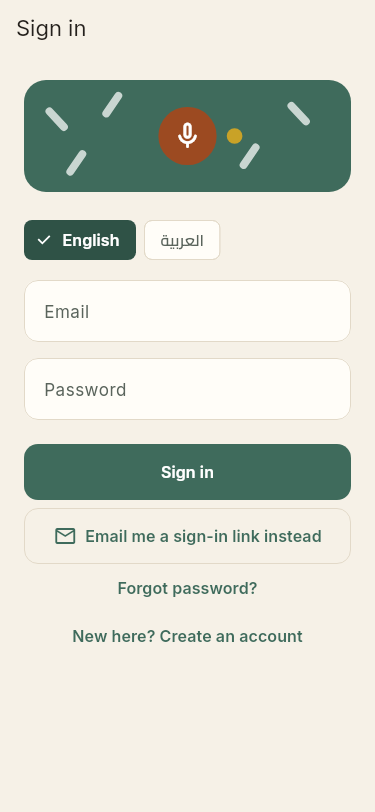 Sign in
English
العربية
Email
Password
Sign in
Email me a sign-in link instead
Forgot password?
New here? Create an account